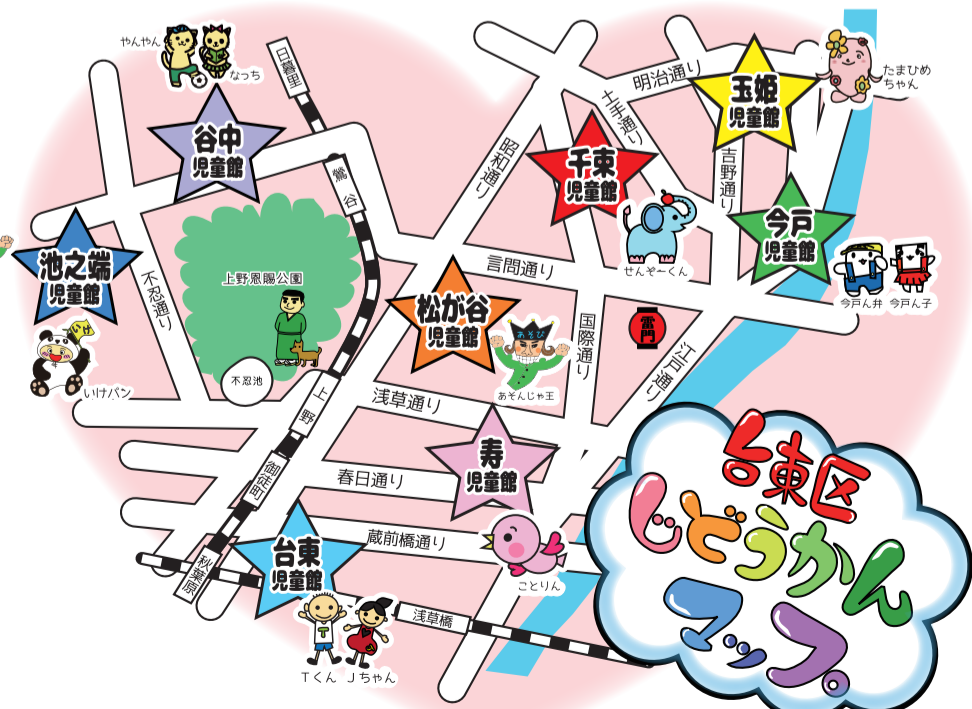 やんやん
なっち
谷中
児童館
日暮里
鶯谷
昭和通り
土手通り
明治通り
玉姫
児童館
たまひめ
ちゃん
千束
児童館
せんぞーくん
吉野通り
今戸
児童館
今戸ん弁
今戸ん子
池之端
児童館
いけパン
不忍通り
上野恩賜公園
不忍池
言問通り
松が谷
児童館
あそび
あそんじゃ王
国際通り
雷門
江戸通り
上野
浅草通り
寿
児童館
ことりん
御徒町
春日通り
蔵前橋通り
秋葉原
台東
児童館
T
Tくん
Jちゃん
浅草橋
台東区
じどうかん
マップ。